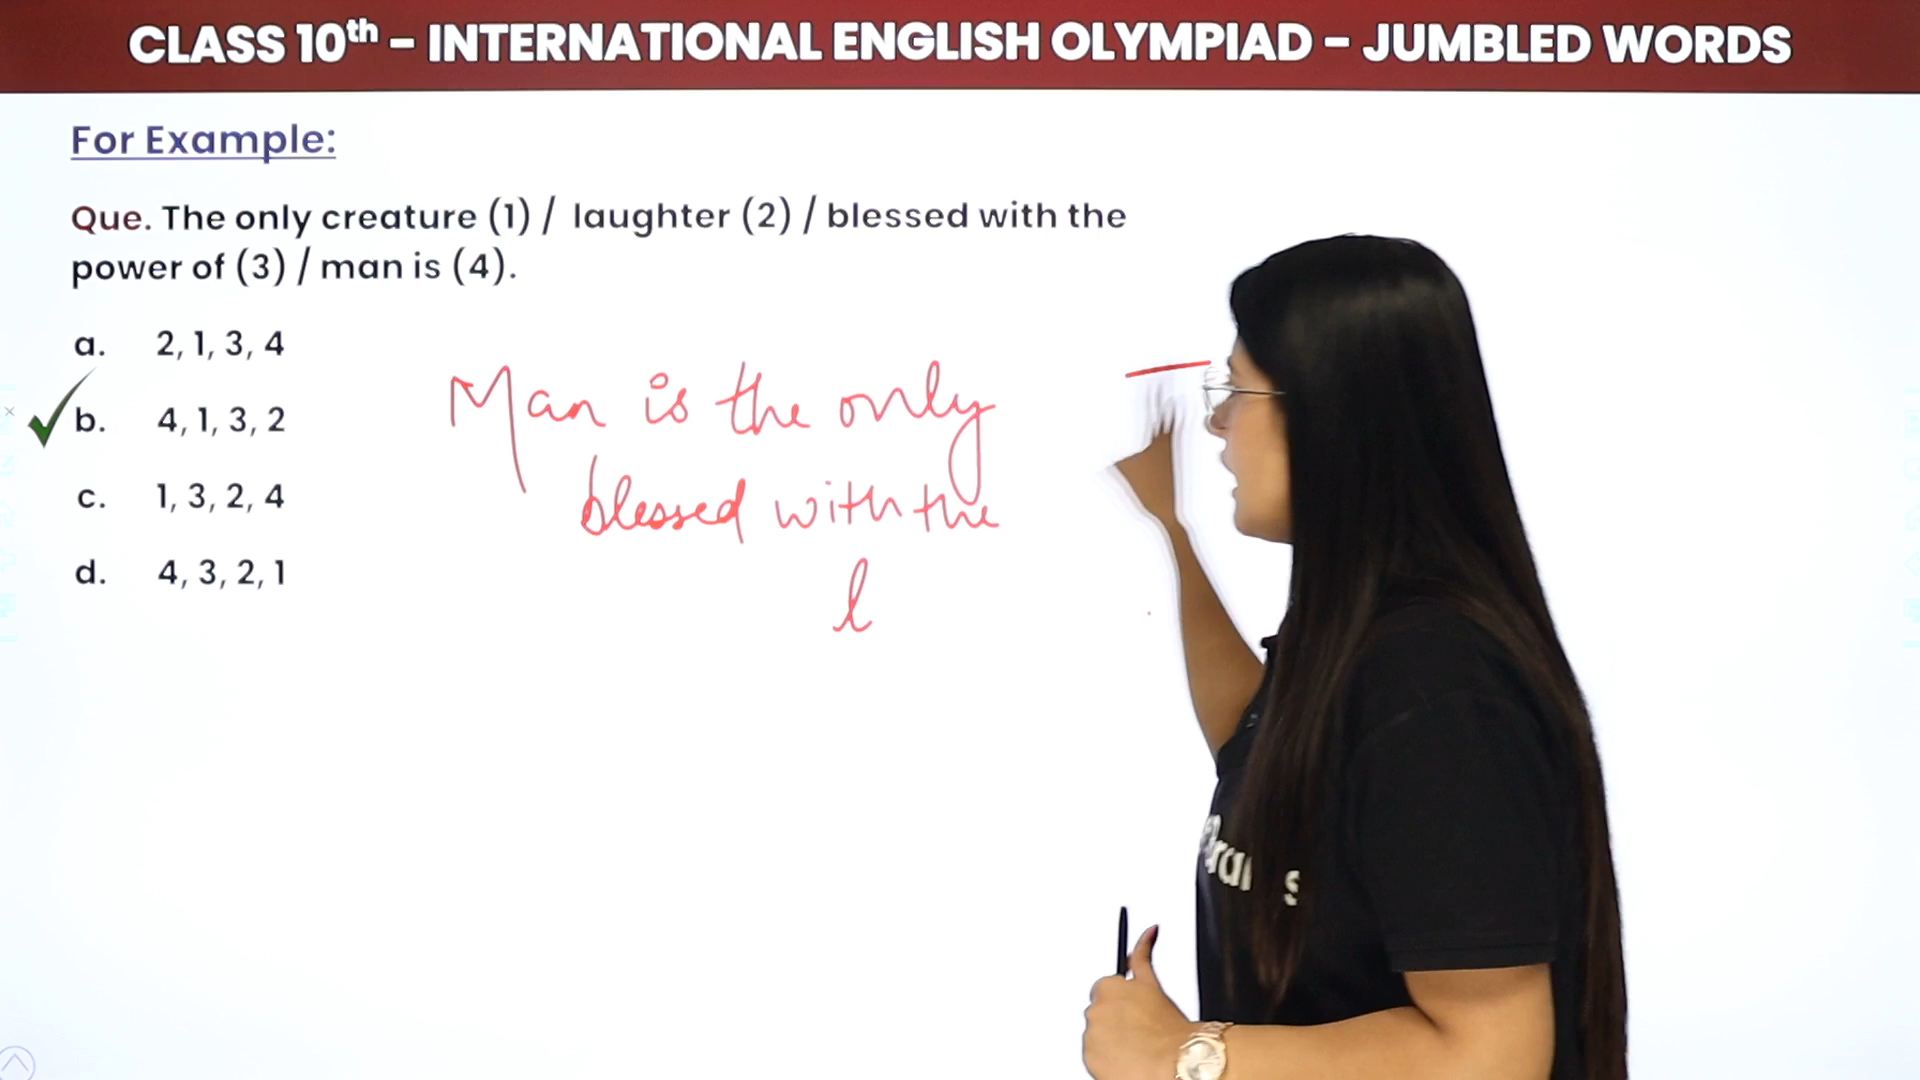 CLASS 10th - INTERNATIONAL ENGLISH OLYMPIAD - JUMBLED WORDS
For Example:
Que. The only creature (1) / laughter (2) / blessed with the
power of (3) / man is (4).
a. 2, 1, 3, 4
b. 4, 1, 3, 2
c. 1, 3, 2, 4
d. 4, 3, 2, 1
Man is the only
blessed with the
l